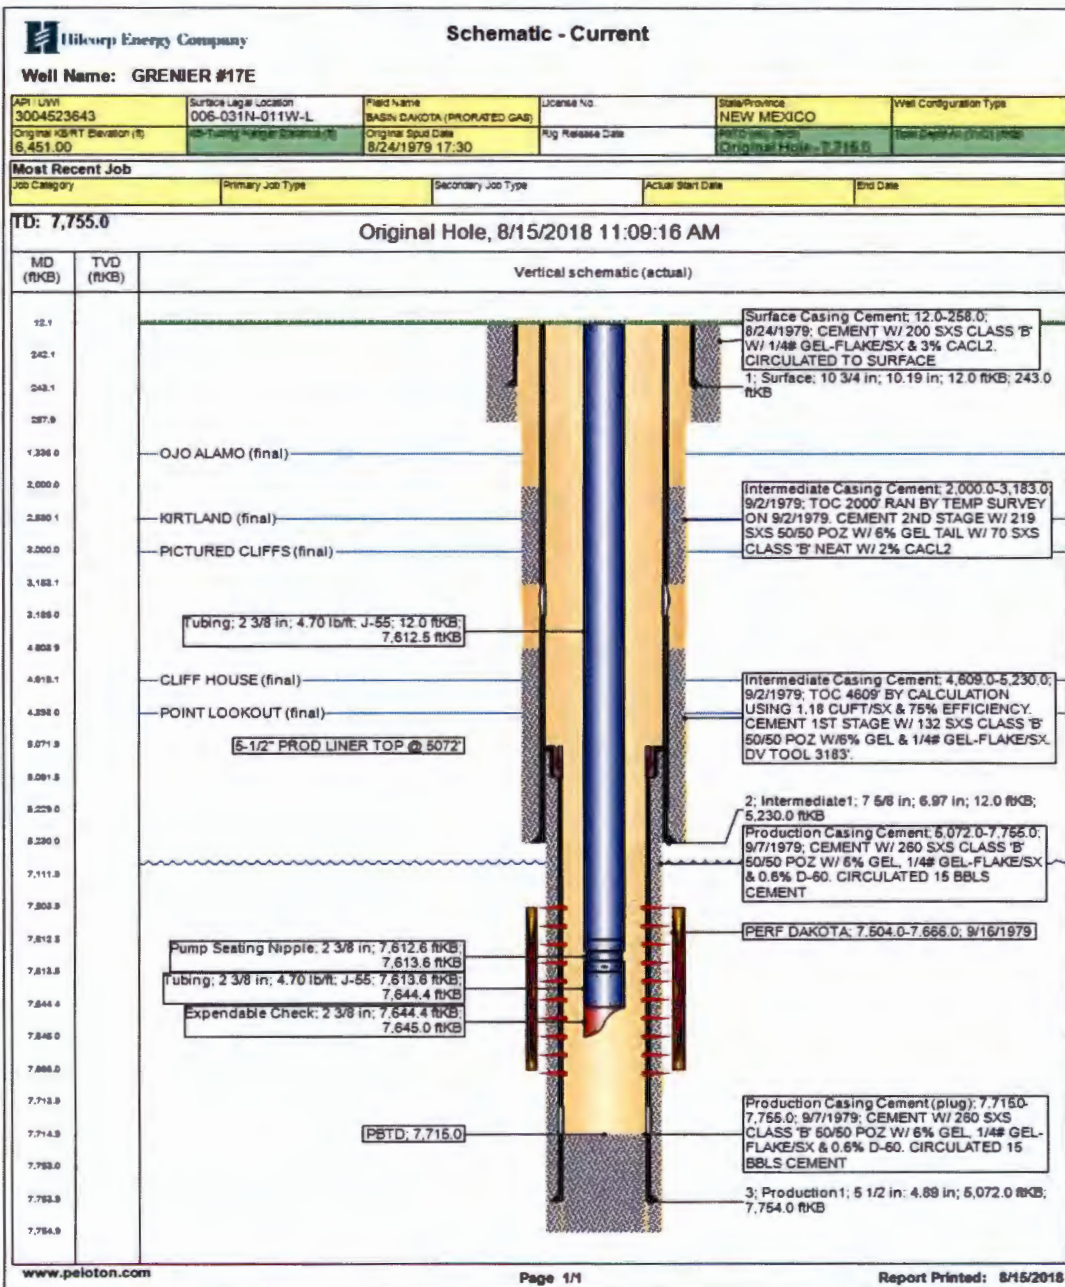 Hilcorp Energy Company
Schematic - Current
Well Name: GRENIER #17E
API / UWI
3004523643
Surface Legal Location
006-031N-011W-L
Field Name
BASIN DAKOTA (PRORATED GAS)
License No.
State/Province
NEW MEXICO
Well Configuration Type
Original KB/RT Elevation (ft)
6,451.00
Original Spud Date
8/24/1979 17:30
Rig Release Date
Original Hole - 7,715.0
Most Recent Job
Job Category
Primary Job Type
Secondary Job Type
Actual Start Date
End Date
TD: 7,755.0
Original Hole, 8/15/2018 11:09:16 AM
MD (ftKB)
TVD (ftKB)
Vertical schematic (actual)
12.1
242.1
243.1
2,000.0
3,000.0
7,644.4
Surface Casing Cement; 12.0-258.0;
8/24/1979; CEMENT W/ 200 SXS CLASS 'B'
W/ 1/4# GEL-FLAKE/SX & 3% CACL2.
CIRCULATED TO SURFACE
1; Surface; 10 3/4 in; 10.19 in; 12.0 ftKB; 243.0
ftKB
OJO ALAMO (final)
Intermediate Casing Cement; 2,000.0-3,183.0;
9/2/1979; TOC 2000' RAN BY TEMP SURVEY
ON 9/2/1979. CEMENT 2ND STAGE W/ 219
SXS 50/50 POZ W/ 6% GEL TAIL W/ 70 SXS
CLASS 'B' NEAT W/ 2% CACL2
KIRTLAND (final)
PICTURED CLIFFS (final)
Tubing; 2 3/8 in; 4.70 lb/ft; J-55; 12.0 ftKB;
7,612.5 ftKB
CLIFF HOUSE (final)
POINT LOOKOUT (final)
Intermediate Casing Cement; 4,609.0-5,230.0;
9/2/1979; TOC 4609' BY CALCULATION
USING 1.18 CUFT/SX & 75% EFFICIENCY.
CEMENT 1ST STAGE W/ 132 SXS CLASS 'B'
50/50 POZ W/6% GEL & 1/4# GEL-FLAKE/SX.
DV TOOL 3183'.
5-1/2" PROD LINER TOP @ 5072'
2; Intermediate1; 7 5/8 in; 6.97 in; 12.0 ftKB;
5,230.0 ftKB
Production Casing Cement; 5,072.0-7,755.0;
9/7/1979; CEMENT W/ 260 SXS CLASS 'B'
50/50 POZ W/ 6% GEL, 1/4# GEL-FLAKE/SX
& 0.6% D-60. CIRCULATED 15 BBLS
CEMENT
PERF DAKOTA; 7,504.0-7,666.0; 9/16/1979
Pump Seating Nipple; 2 3/8 in; 7,612.6 ftKB;
7,613.6 ftKB
Tubing; 2 3/8 in; 4.70 lb/ft; J-55; 7,613.6 ftKB;
7,644.4 ftKB
Expendable Check; 2 3/8 in; 7,644.4 ftKB;
7,645.0 ftKB
PBTD; 7,715.0
Production Casing Cement (plug); 7,715.0-
7,755.0; 9/7/1979; CEMENT W/ 260 SXS
CLASS 'B' 50/50 POZ W/ 6% GEL, 1/4# GEL-
FLAKE/SX & 0.6% D-60. CIRCULATED 15
BBLS CEMENT
3; Production1; 5 1/2 in; 4.89 in; 5,072.0 ftKB;
7,754.0 ftKB
www.peloton.com
Page 1/1
Report Printed: 8/15/2018